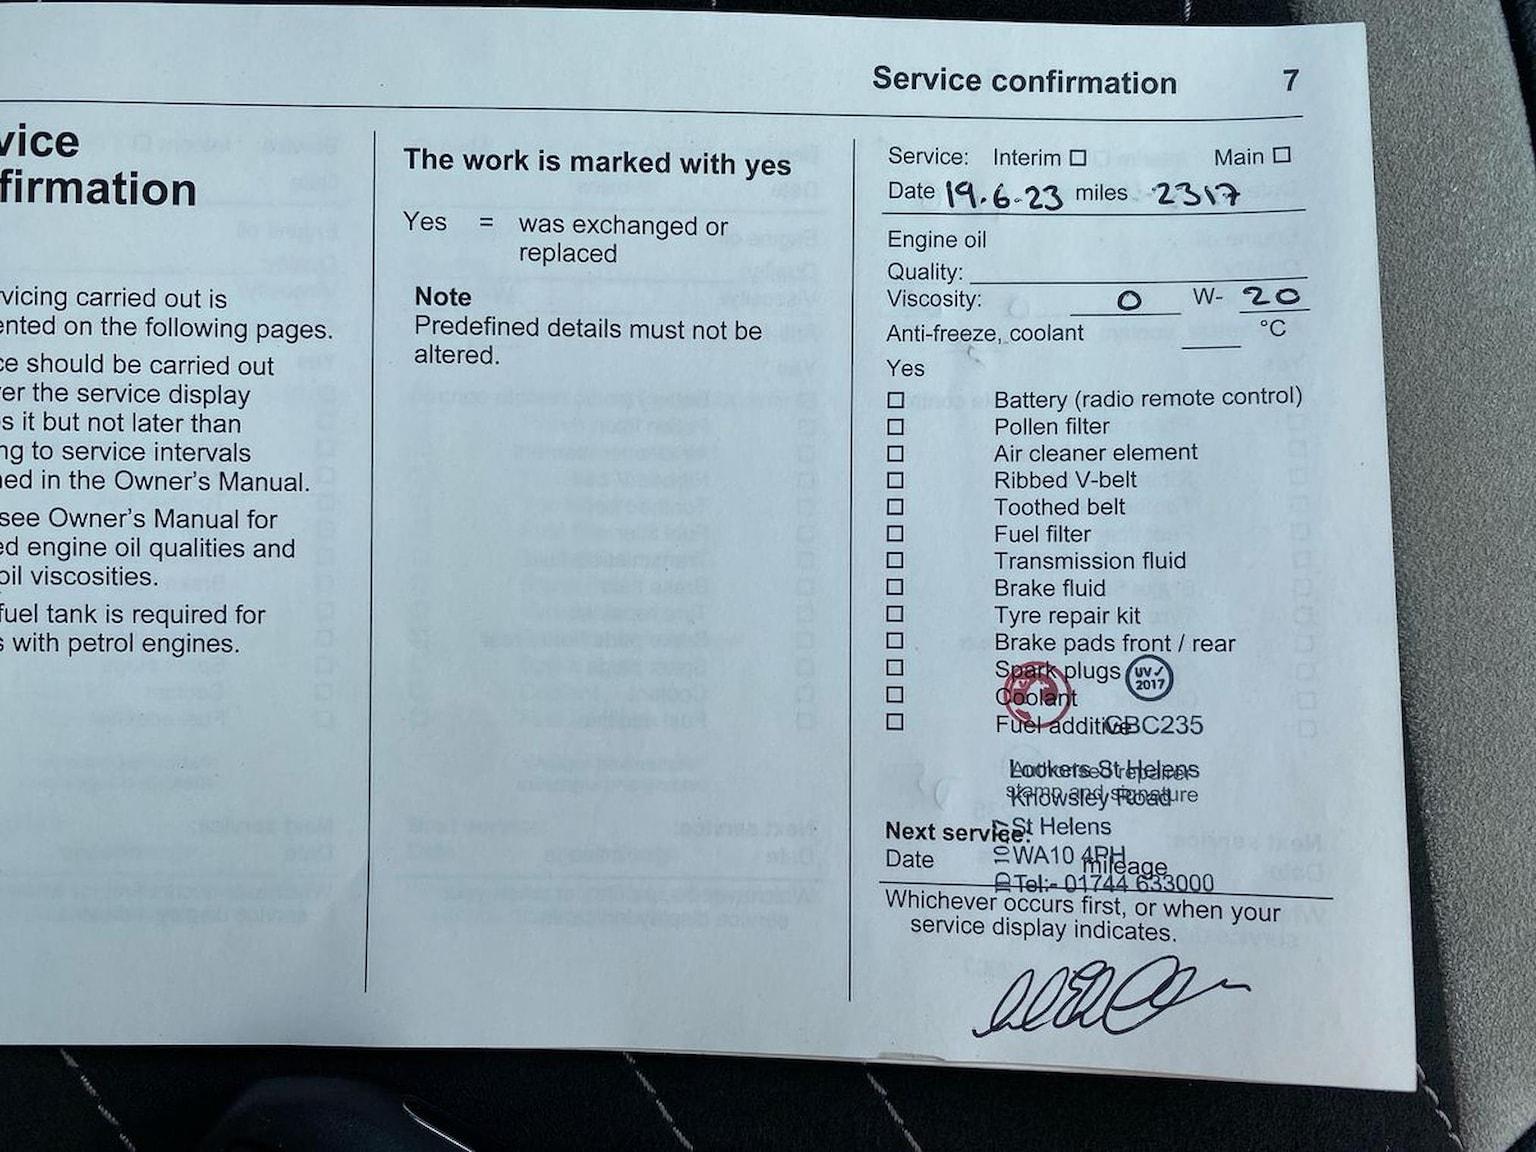 Service confirmation 7
vice
firmation
vicing carried out is
ented on the following pages.
ce should be carried out
er the service display
s it but not later than
ng to service intervals
ned in the Owner's Manual.
see Owner's Manual for
ed engine oil qualities and
oil viscosities.
fuel tank is required for
s with petrol engines.
The work is marked with yes
Yes = was exchanged or
replaced
Note
Predefined details must not be
altered.
Service: Interim ☐ Main ☐
Date 19.6.23 miles 2317
Engine oil
Quality:
Viscosity: 0 W- 20
Anti-freeze, coolant °C
Yes
☐ Battery (radio remote control)
☐ Pollen filter
☐ Air cleaner element
☐ Ribbed V-belt
☐ Toothed belt
☐ Fuel filter
☐ Transmission fluid
☐ Brake fluid
☐ Tyre repair kit
☐ Brake pads front / rear
☐ Spark plugs
UV✓
2017
☐ Coolant
☐ Fuel additive
GBC235
Lookers St Helens
repairer
stamp and signature
Knowsley Road
St Helens
WA10 4PH
Tel:- 01744 633000
Next service:
Date mileage
Whichever occurs first, or when your
service display indicates.